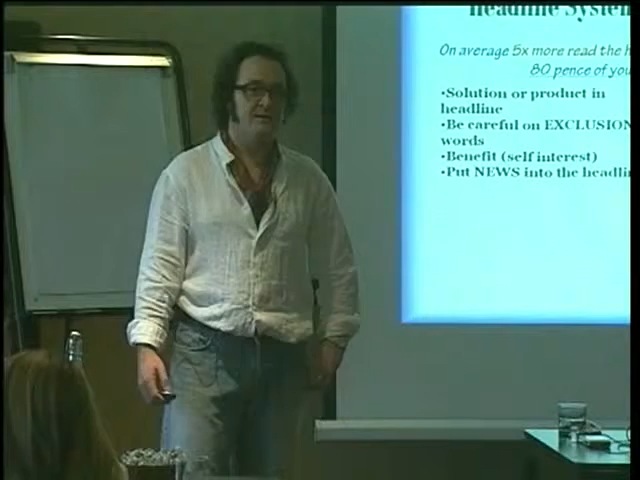 Headline System
On average 5x more read the h
80 pence of you
•Solution or product in
headline
•Be careful on EXCLUSION
words
•Benefit (self interest)
•Put NEWS into the headli